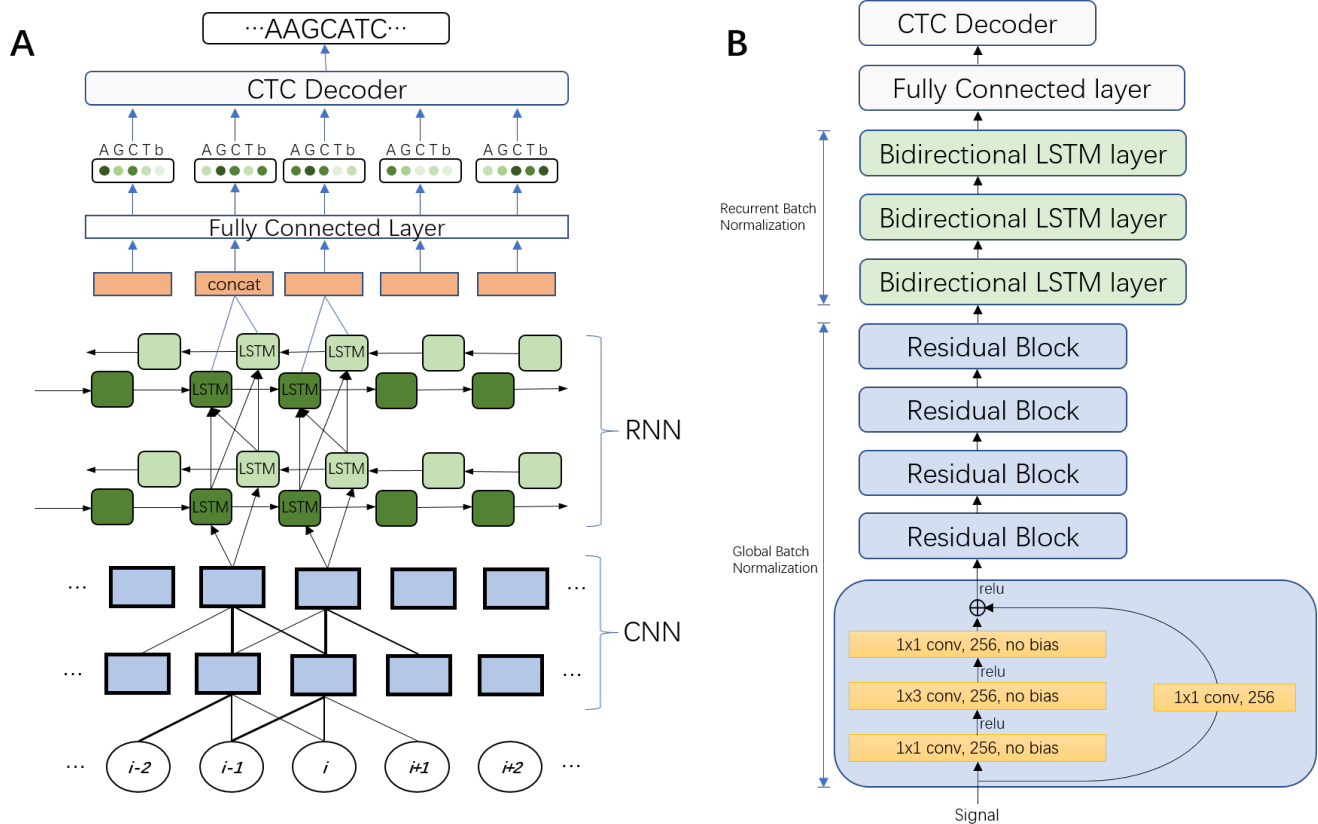 A
···AAGCATC···
CTC Decoder
A G C T b
A G C T b
A G C T b
A G C T b
A G C T b
Fully Connected Layer
concat
LSTM
LSTM
LSTM
LSTM
RNN
LSTM
LSTM
LSTM
LSTM
···
···
CNN
···
···
···
i-2
i-1
i
i+1
i+2
···
B
CTC Decoder
Fully Connected layer
Bidirectional LSTM layer
Bidirectional LSTM layer
Bidirectional LSTM layer
Recurrent Batch
Normalization
Residual Block
Residual Block
Residual Block
Residual Block
Global Batch
Normalization
relu
1x1 conv, 256, no bias
relu
1x3 conv, 256, no bias
1x1 conv, 256
relu
1x1 conv, 256, no bias
Signal